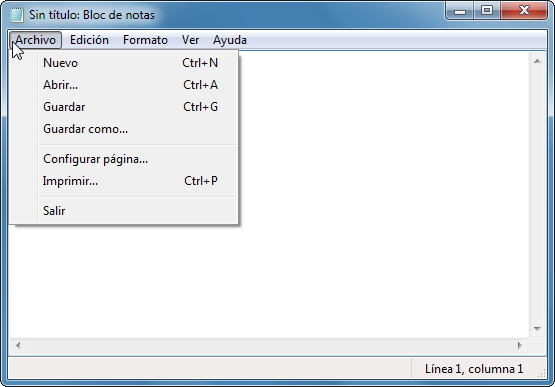 Sin título: Bloc de notas
Archivo Edición Formato Ver Ayuda
Nuevo Ctrl+N
Abrir... Ctrl+A
Guardar Ctrl+G
Guardar como...
Configurar página...
Imprimir... Ctrl+P
Salir
Línea 1, columna 1